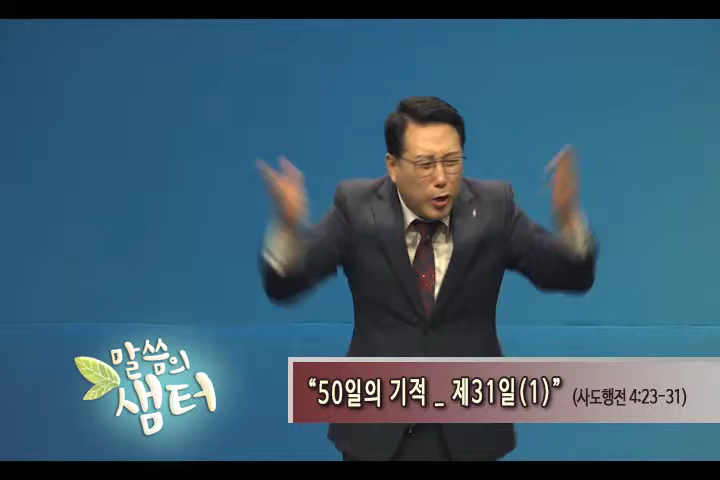 말씀의
샘터
“50일의 기적 _ 제31일(1)” (사도행전 4:23-31)